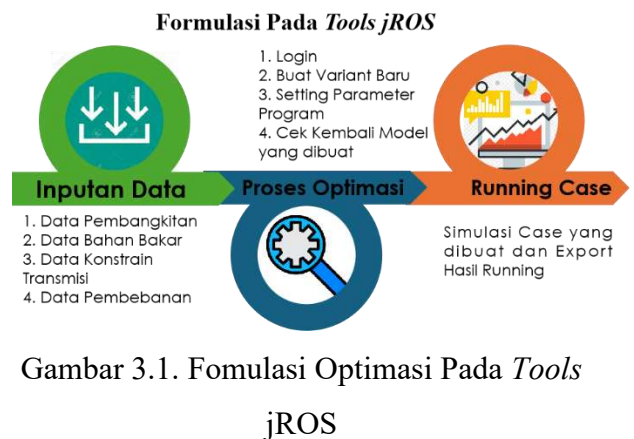 Formulasi Pada Tools jROS
1. Login
2. Buat Variant Baru
3. Setting Parameter
Program
4. Cek Kembali Model
yang dibuat
Inputan Data
Proses Optimasi
Running Case
1. Data Pembangkitan
2. Data Bahan Bakar
3. Data Konstrain
Transmisi
4. Data Pembebanan
Simulasi Case yang
dibuat dan Export
Hasil Running
Gambar 3.1. Fomulasi Optimasi Pada Tools
jROS